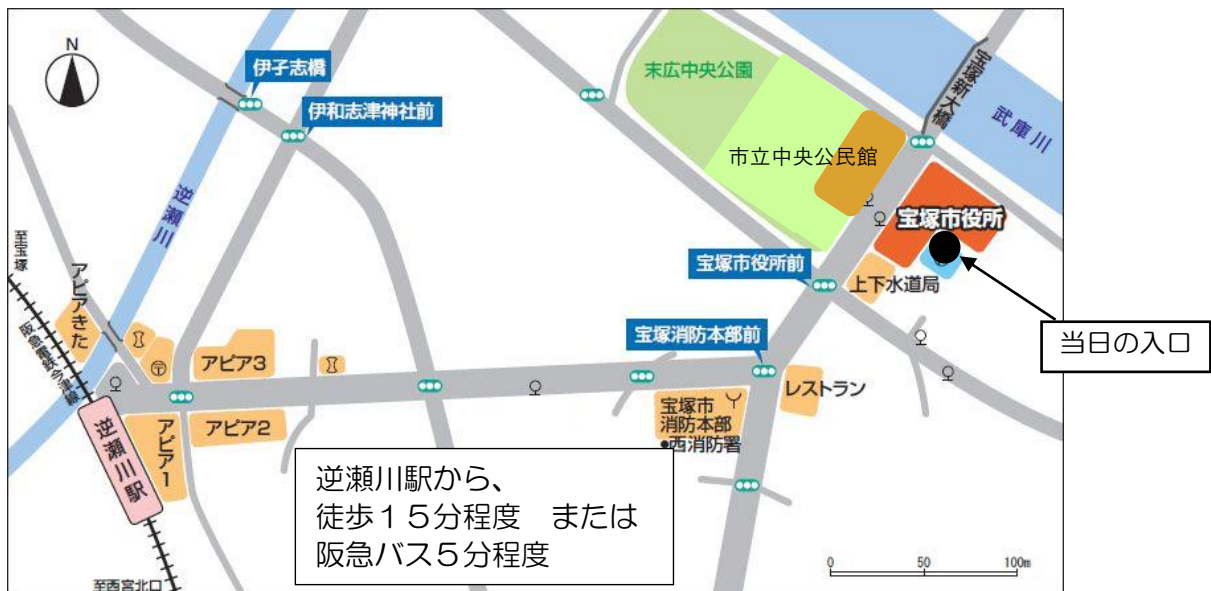 N
伊子志橋
伊和志津神社前
末広中央公園
宝塚新大橋
武庫川
市立中央公民館
逆瀬川
宝塚市役所
至宝塚
アピアきた
宝塚市役所前
上下水道局
当日の入口
阪急電鉄今津線
アピア3
宝塚消防本部前
レストラン
アピア2
アピア1
宝塚市
消防本部
●西消防署
逆瀬川駅
逆瀬川駅から、
徒歩１５分程度　または
阪急バス５分程度
0 50 100m
至西宮北口